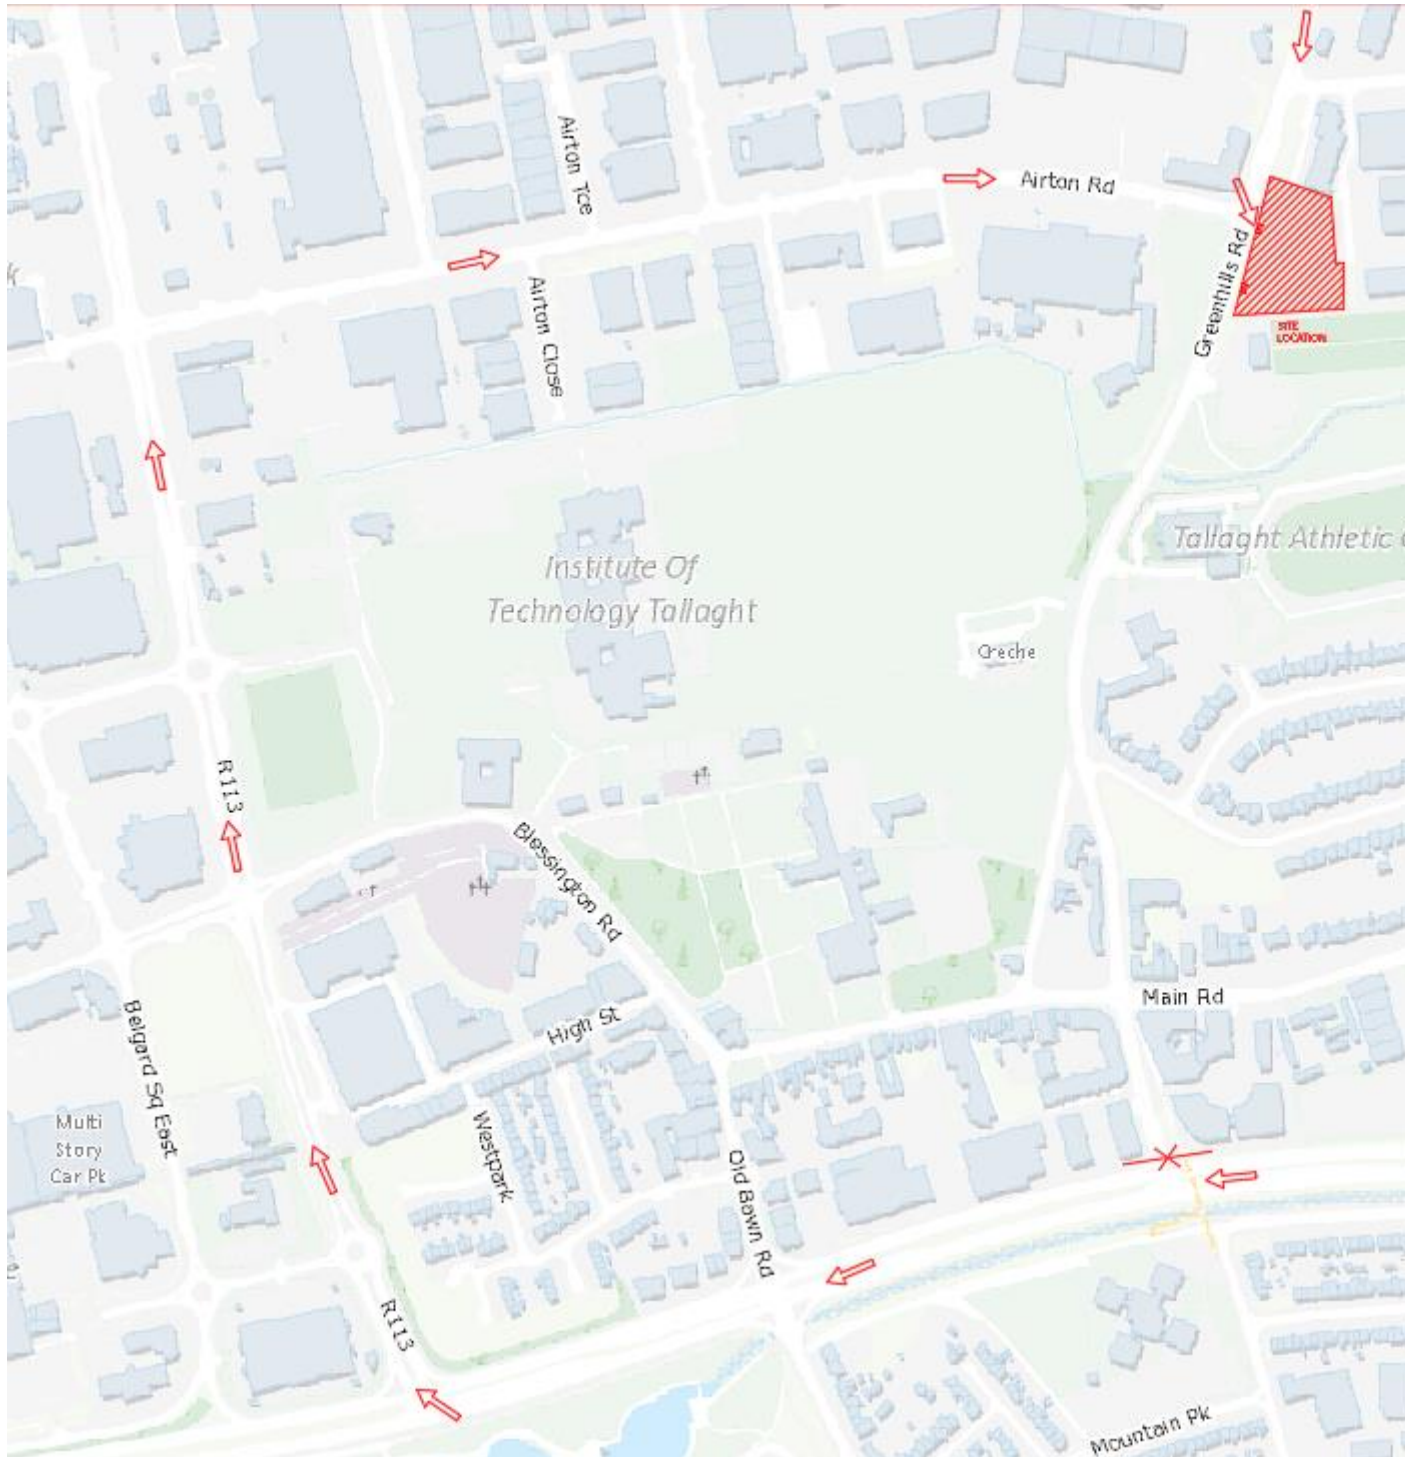 Airton Tce
Airton Rd
Greenhills Rd
Airton Close
SITE
LOCATION
Institute Of
Technology Tallaght
Tallaght Athletic
Creche
R113
Blessington Rd
Main Rd
High St
Belgard Sq East
Multi
Story
Car Pk
Westpark
Old Bawn Rd
R113
Mountain Pk